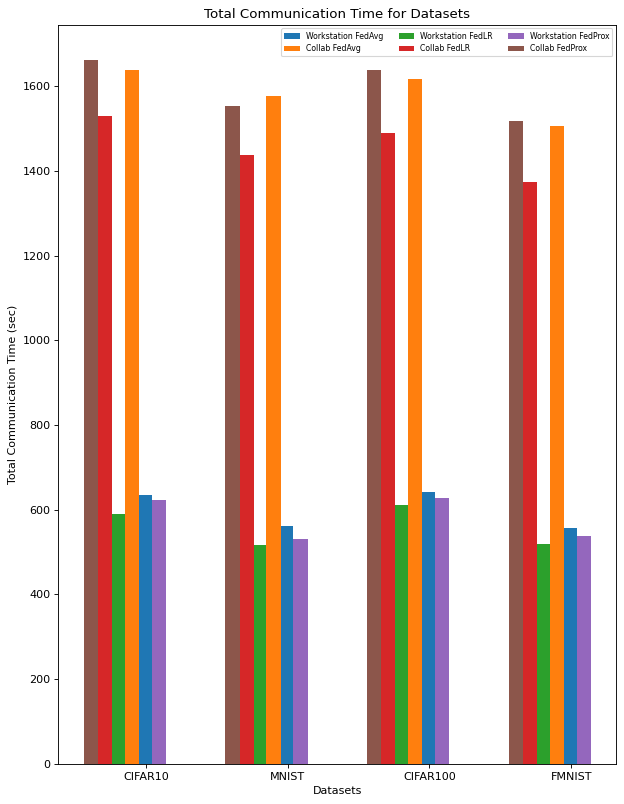 Total Communication Time for Datasets
Workstation FedAvg
Collab FedAvg
Workstation FedLR
Collab FedLR
Workstation FedProx
Collab FedProx
Total Communication Time (sec)
1600
1400
1200
1000
800
600
400
200
0
CIFAR10
MNIST
CIFAR100
FMNIST
Datasets